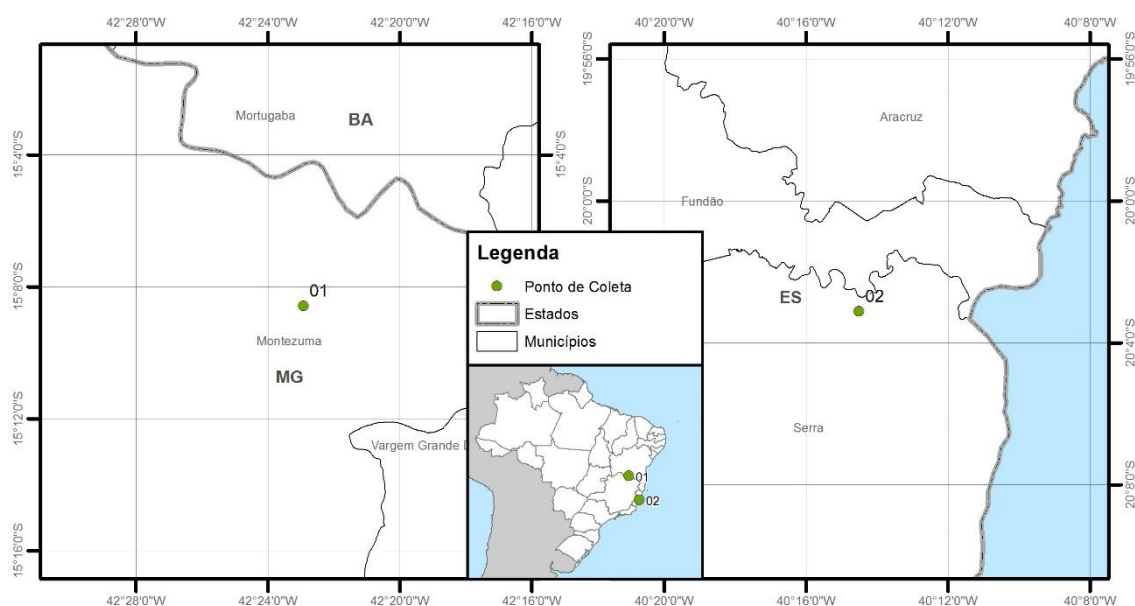 42°28'0"W 42°24'0"W 42°20'0"W 42°16'0"W 40°20'0"W 40°16'0"W 40°12'0"W 40°8'0"W
19°56'0"S
19°56'0"S
Mortugaba
BA
Aracruz
15°4'0"S
15°4'0"S
20°0'0"S
Fundão
20°0'0"S
Legenda
Ponto de Coleta
Estados
Municípios
15°8'0"S
01
Montezuma
MG
ES
02
20°4'0"S
20°4'0"S
15°12'0"S
Vargem Grande D
Serra
01
02
20°8'0"S
20°8'0"S
15°16'0"S
42°28'0"W 42°24'0"W 42°20'0"W 42°16'0"W 40°20'0"W 40°16'0"W 40°12'0"W 40°8'0"W